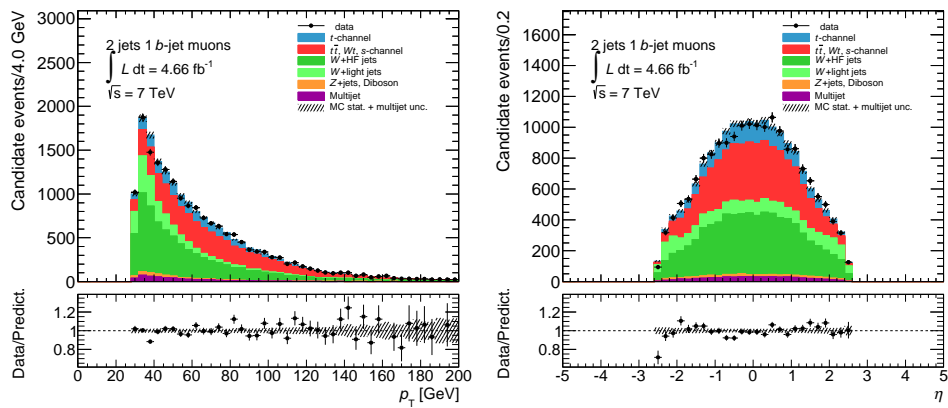 Candidate events/4.0 GeV
3000
2500
2000
1500
1000
500
0
2 jets 1 b-jet muons
∫ L dt = 4.66 fb⁻¹
√s = 7 TeV
data
t-channel
tt̄, Wt, s-channel
W+HF jets
W+light jets
Z+jets, Diboson
Multijet
MC stat. + multijet unc.
Data/Predict.
1.2
1
0.8
0 20 40 60 80 100 120 140 160 180 200
p_T [GeV]
Candidate events/0.2
1600
1400
1200
1000
800
600
400
200
0
2 jets 1 b-jet muons
∫ L dt = 4.66 fb⁻¹
√s = 7 TeV
data
t-channel
tt̄, Wt, s-channel
W+HF jets
W+light jets
Z+jets, Diboson
Multijet
MC stat. + multijet unc.
Data/Predict.
1.2
1
0.8
-5 -4 -3 -2 -1 0 1 2 3 4 5
η